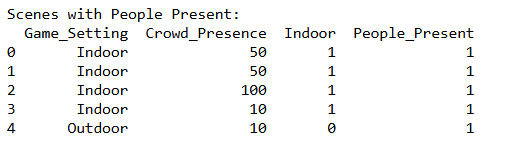 Scenes with People Present:
  Game_Setting  Crowd_Presence  Indoor  People_Present
0       Indoor              50       1               1
1       Indoor              50       1               1
2       Indoor             100       1               1
3       Indoor              10       1               1
4      Outdoor              10       0               1